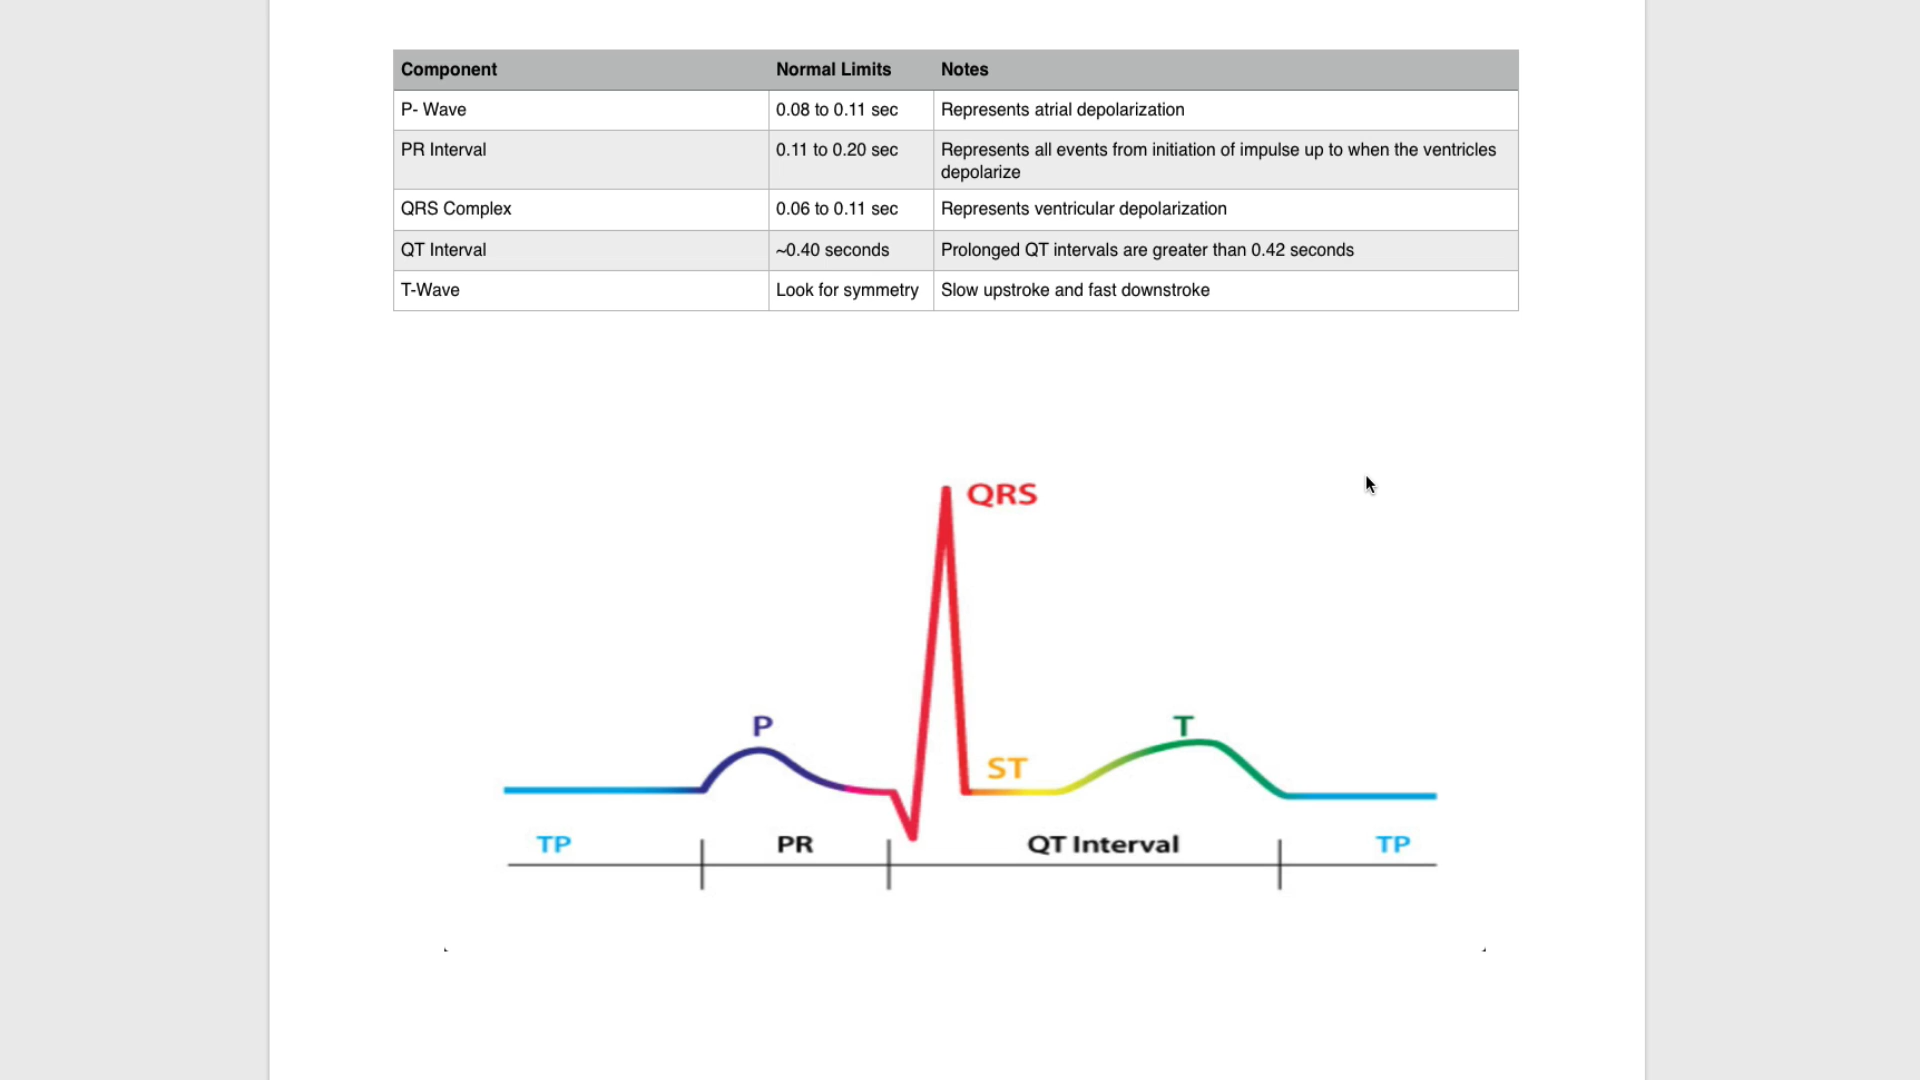 Component Normal Limits Notes
P- Wave 0.08 to 0.11 sec Represents atrial depolarization
PR Interval 0.11 to 0.20 sec Represents all events from initiation of impulse up to when the ventricles
depolarize
QRS Complex 0.06 to 0.11 sec Represents ventricular depolarization
QT Interval ~0.40 seconds Prolonged QT intervals are greater than 0.42 seconds
T-Wave Look for symmetry Slow upstroke and fast downstroke
QRS
P
T
ST
TP PR QT Interval TP